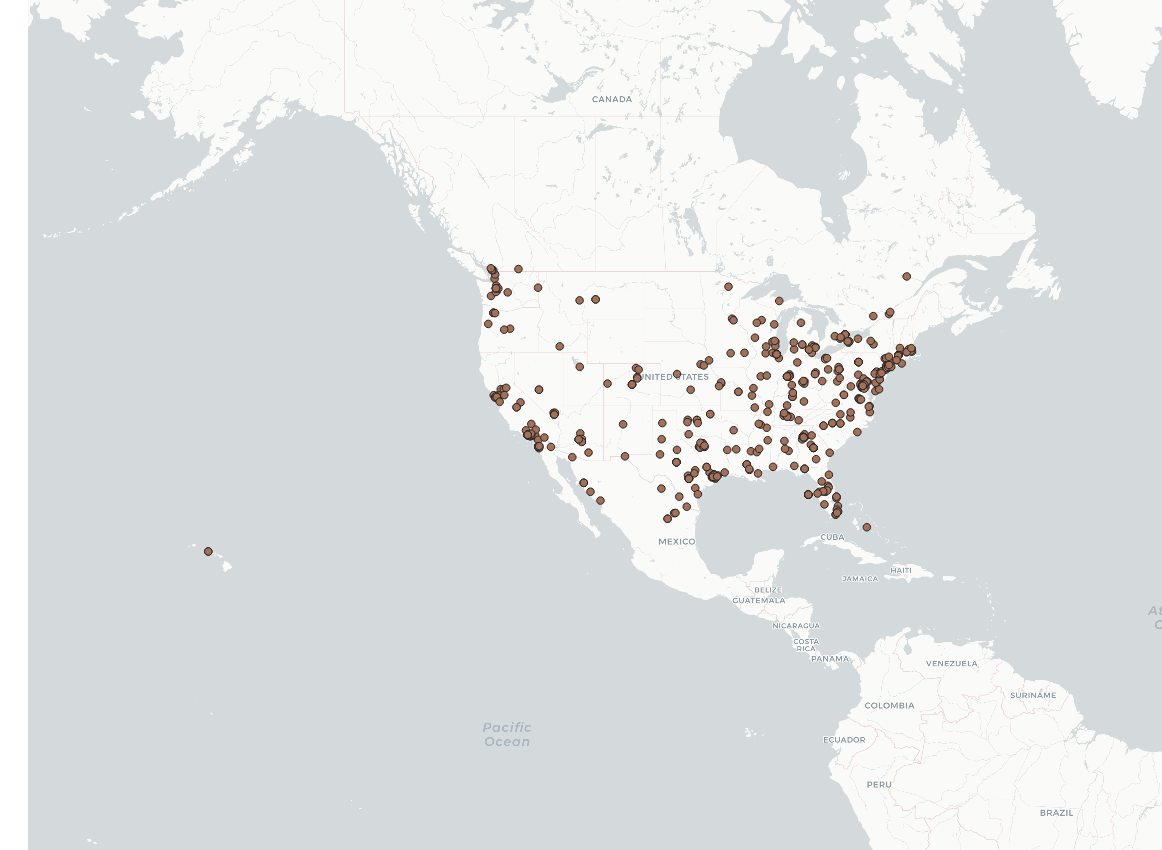 CANADA
UNITED STATES
MEXICO
CUBA
HAITI
JAMAICA
BELIZE
GUATEMALA
At
O
NICARAGUA
COSTA
RICA
PANAMA
VENEZUELA
SURINAME
COLOMBIA
Pacific
Ocean
ECUADOR
PERU
BRAZIL